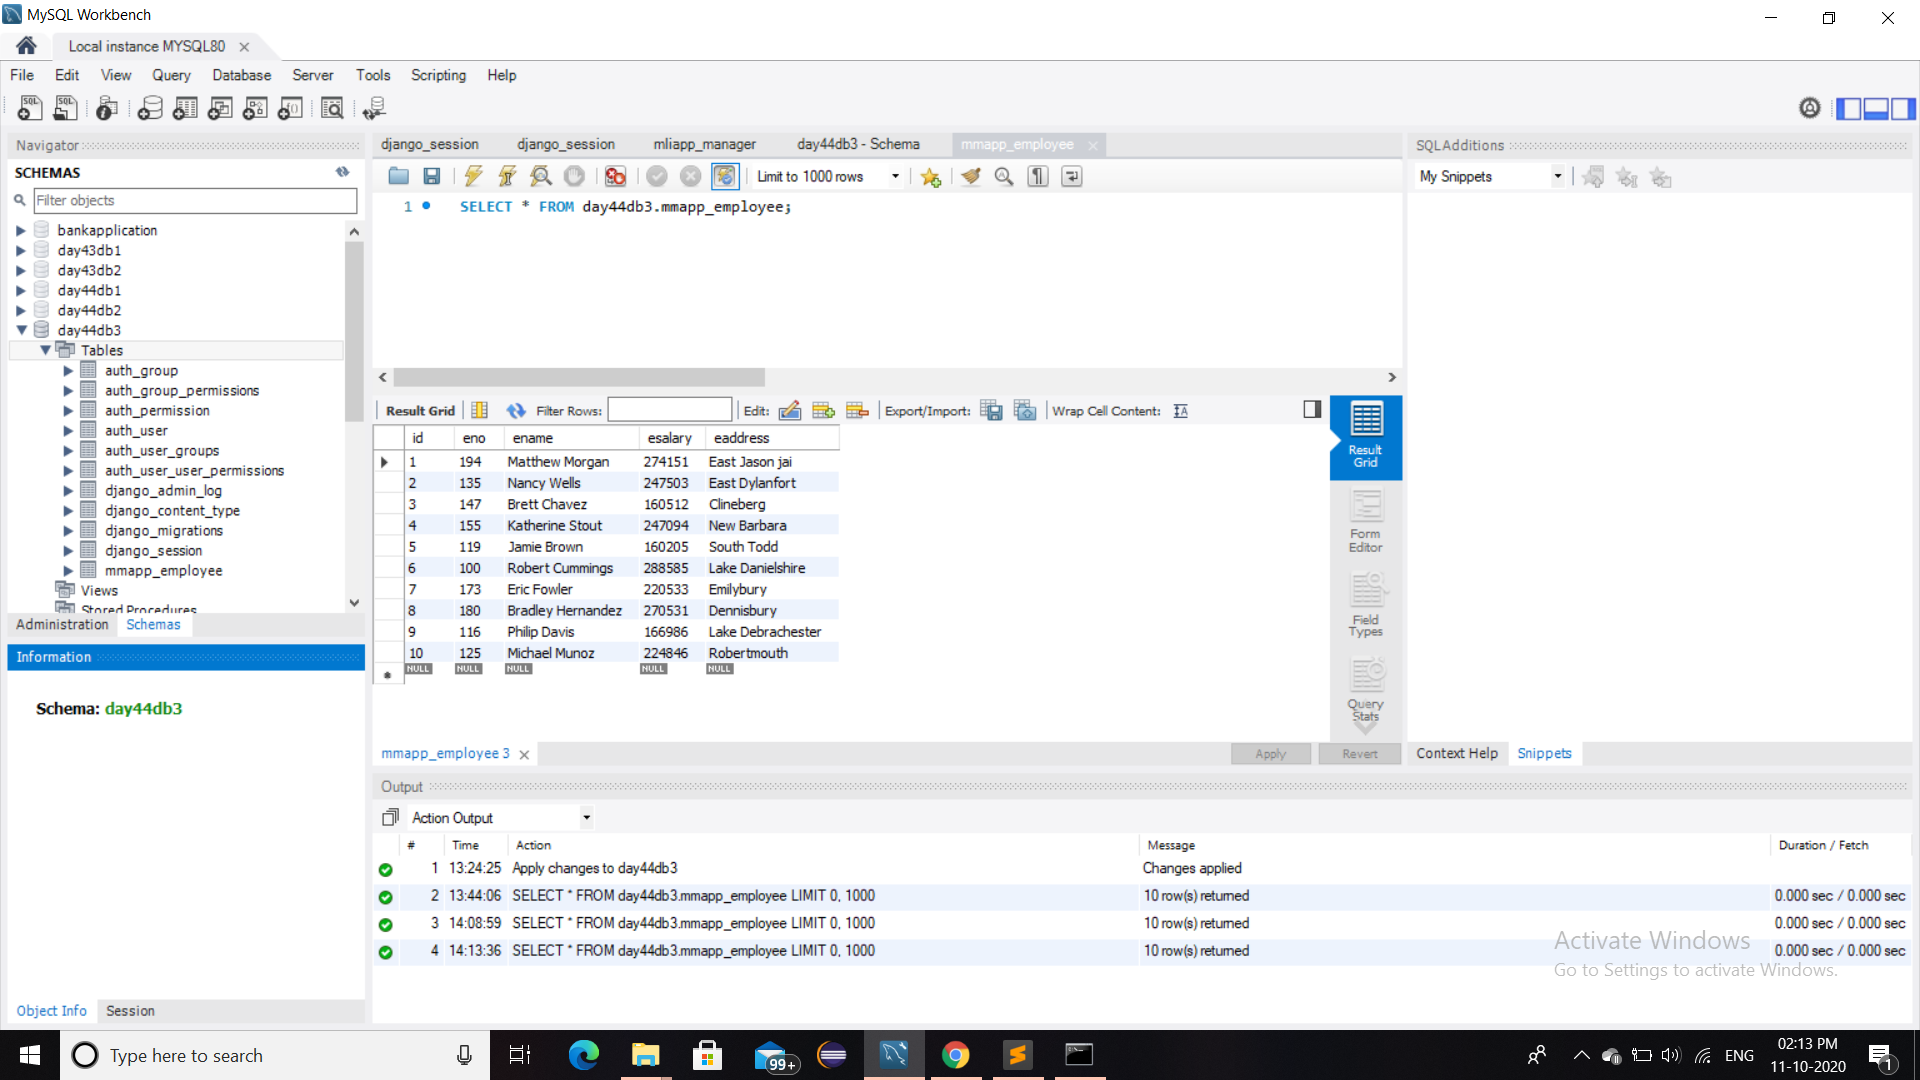 MySQL Workbench
Local instance MYSQL80
File Edit View Query Database Server Tools Scripting Help
Navigator
SCHEMAS
Filter objects
bankapplication
day43db1
day43db2
day44db1
day44db2
day44db3
Tables
auth_group
auth_group_permissions
auth_permission
auth_user
auth_user_groups
auth_user_user_permissions
django_admin_log
django_content_type
django_migrations
django_session
mmapp_employee
Views
Stored Procedures
Administration Schemas
Information
Schema: day44db3
Object Info Session
django_session django_session mliapp_manager day44db3 - Schema mmapp_employee
Limit to 1000 rows
1 SELECT * FROM day44db3.mmapp_employee;
Result Grid Filter Rows: Edit: Export/Import: Wrap Cell Content:
id eno ename esalary eaddress
1 194 Matthew Morgan 274151 East Jason jai
2 135 Nancy Wells 247503 East Dylanfort
3 147 Brett Chavez 160512 Clineberg
4 155 Katherine Stout 247094 New Barbara
5 119 Jamie Brown 160205 South Todd
6 100 Robert Cummings 288585 Lake Danielshire
7 173 Eric Fowler 220533 Emilybury
8 180 Bradley Hernandez 270531 Dennisbury
9 116 Philip Davis 166986 Lake Debrachester
10 125 Michael Munoz 224846 Robertmouth
NULL NULL NULL NULL NULL
Result
Grid
Form
Editor
Field
Types
Query
Stats
mmapp_employee 3
Apply Revert
SQLAdditions
My Snippets
Context Help Snippets
Output
Action Output
# Time Action Message Duration / Fetch
1 13:24:25 Apply changes to day44db3 Changes applied
2 13:44:06 SELECT * FROM day44db3.mmapp_employee LIMIT 0, 1000 10 row(s) returned 0.000 sec / 0.000 sec
3 14:08:59 SELECT * FROM day44db3.mmapp_employee LIMIT 0, 1000 10 row(s) returned 0.000 sec / 0.000 sec
4 14:13:36 SELECT * FROM day44db3.mmapp_employee LIMIT 0, 1000 10 row(s) returned 0.000 sec / 0.000 sec
Activate Windows
Go to Settings to activate Windows.
Type here to search
99+
ENG
02:13 PM
11-10-2020
1